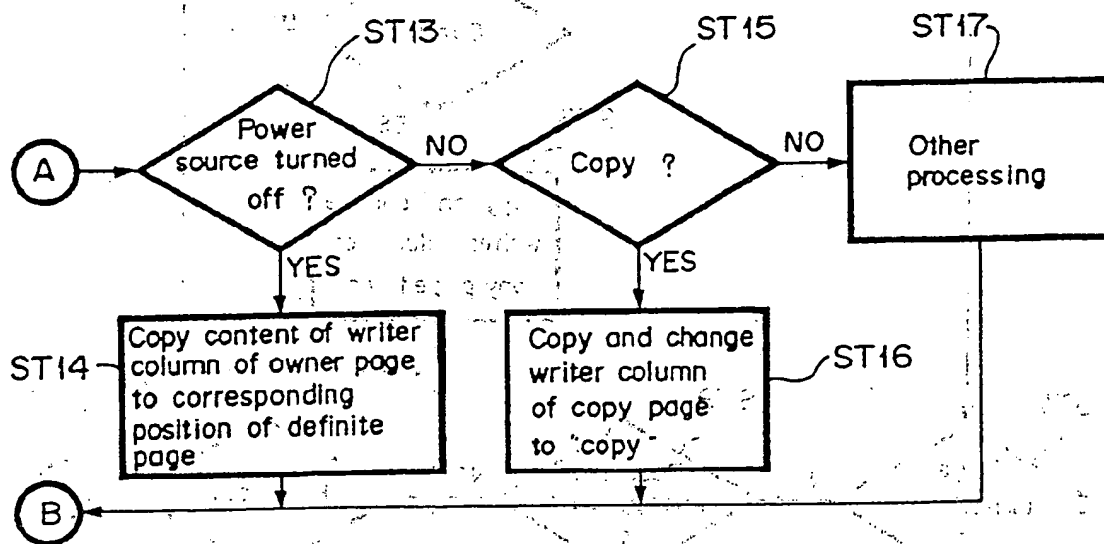 ST13
ST15
ST17
A
Power
source turned
off ?
NO
Copy ?
NO
Other
processing
YES
YES
ST14
Copy content of writer
column of owner page
to corresponding
position of definite
page
Copy and change
writer column
of copy page
to "copy"
ST16
B